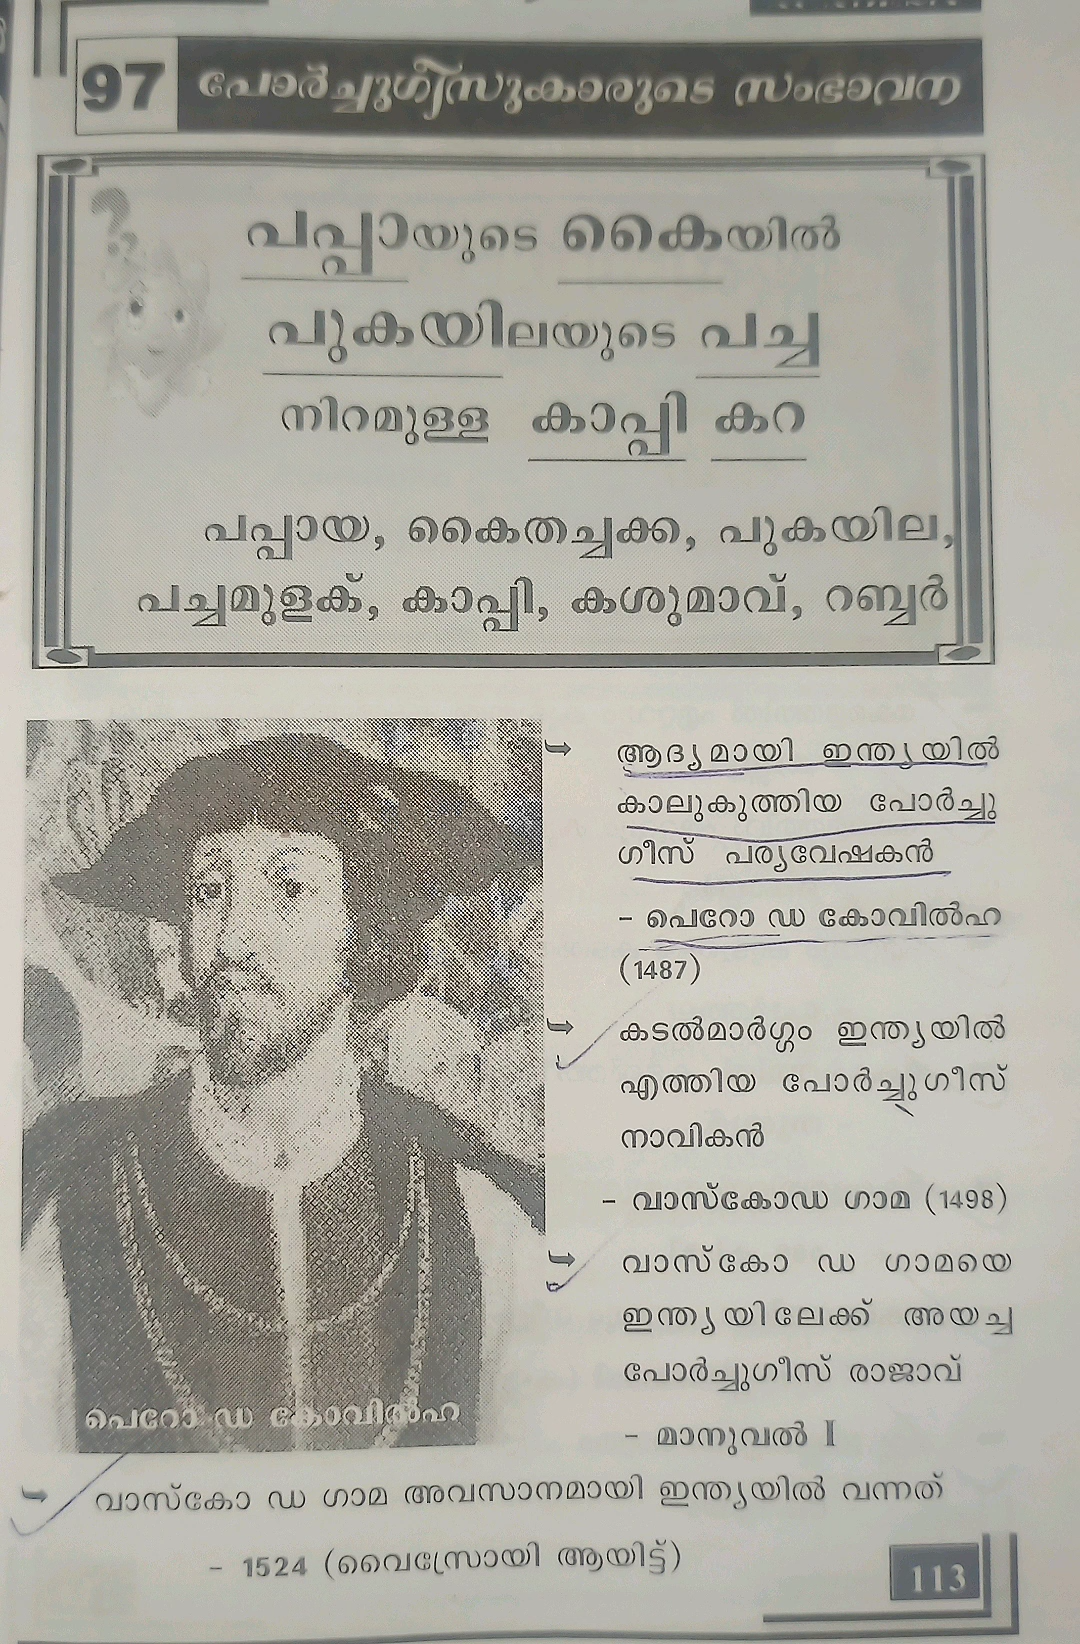 97 പോർച്ചുഗീസുകാരുടെ സംഭാവന
പപ്പായുടെ കൈയിൽ
പുകയിലയുടെ പച്ച
നിറമുള്ള കാപ്പി കറ
പപ്പായ, കൈതച്ചക്ക, പുകയില,
പച്ചമുളക്, കാപ്പി, കശുമാവ്, റബ്ബർ
ആദ്യമായി ഇന്ത്യയിൽ
കാലുകുത്തിയ പോർച്ചു
ഗീസ് പര്യവേഷകൻ
- പെറോ ഡ കോവിൽഹ
(1487)
കടൽമാർഗ്ഗം ഇന്ത്യയിൽ
എത്തിയ പോർച്ചുഗീസ്
നാവികൻ
- വാസ്കോഡ ഗാമ (1498)
വാസ്കോ ഡ ഗാമയെ
ഇന്ത്യയിലേക്ക് അയച്ച
പോർച്ചുഗീസ് രാജാവ്
- മാനുവൽ I
പെറോ ഡ കോവിൽഹ
വാസ്കോ ഡ ഗാമ അവസാനമായി ഇന്ത്യയിൽ വന്നത്
- 1524 (വൈസ്രോയി ആയിട്ട്)
113